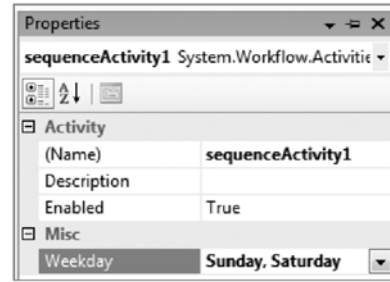 Properties
sequenceActivity1 System.Workflow.Activitie
Activity
(Name) sequenceActivity1
Description
Enabled True
Misc
Weekday Sunday, Saturday